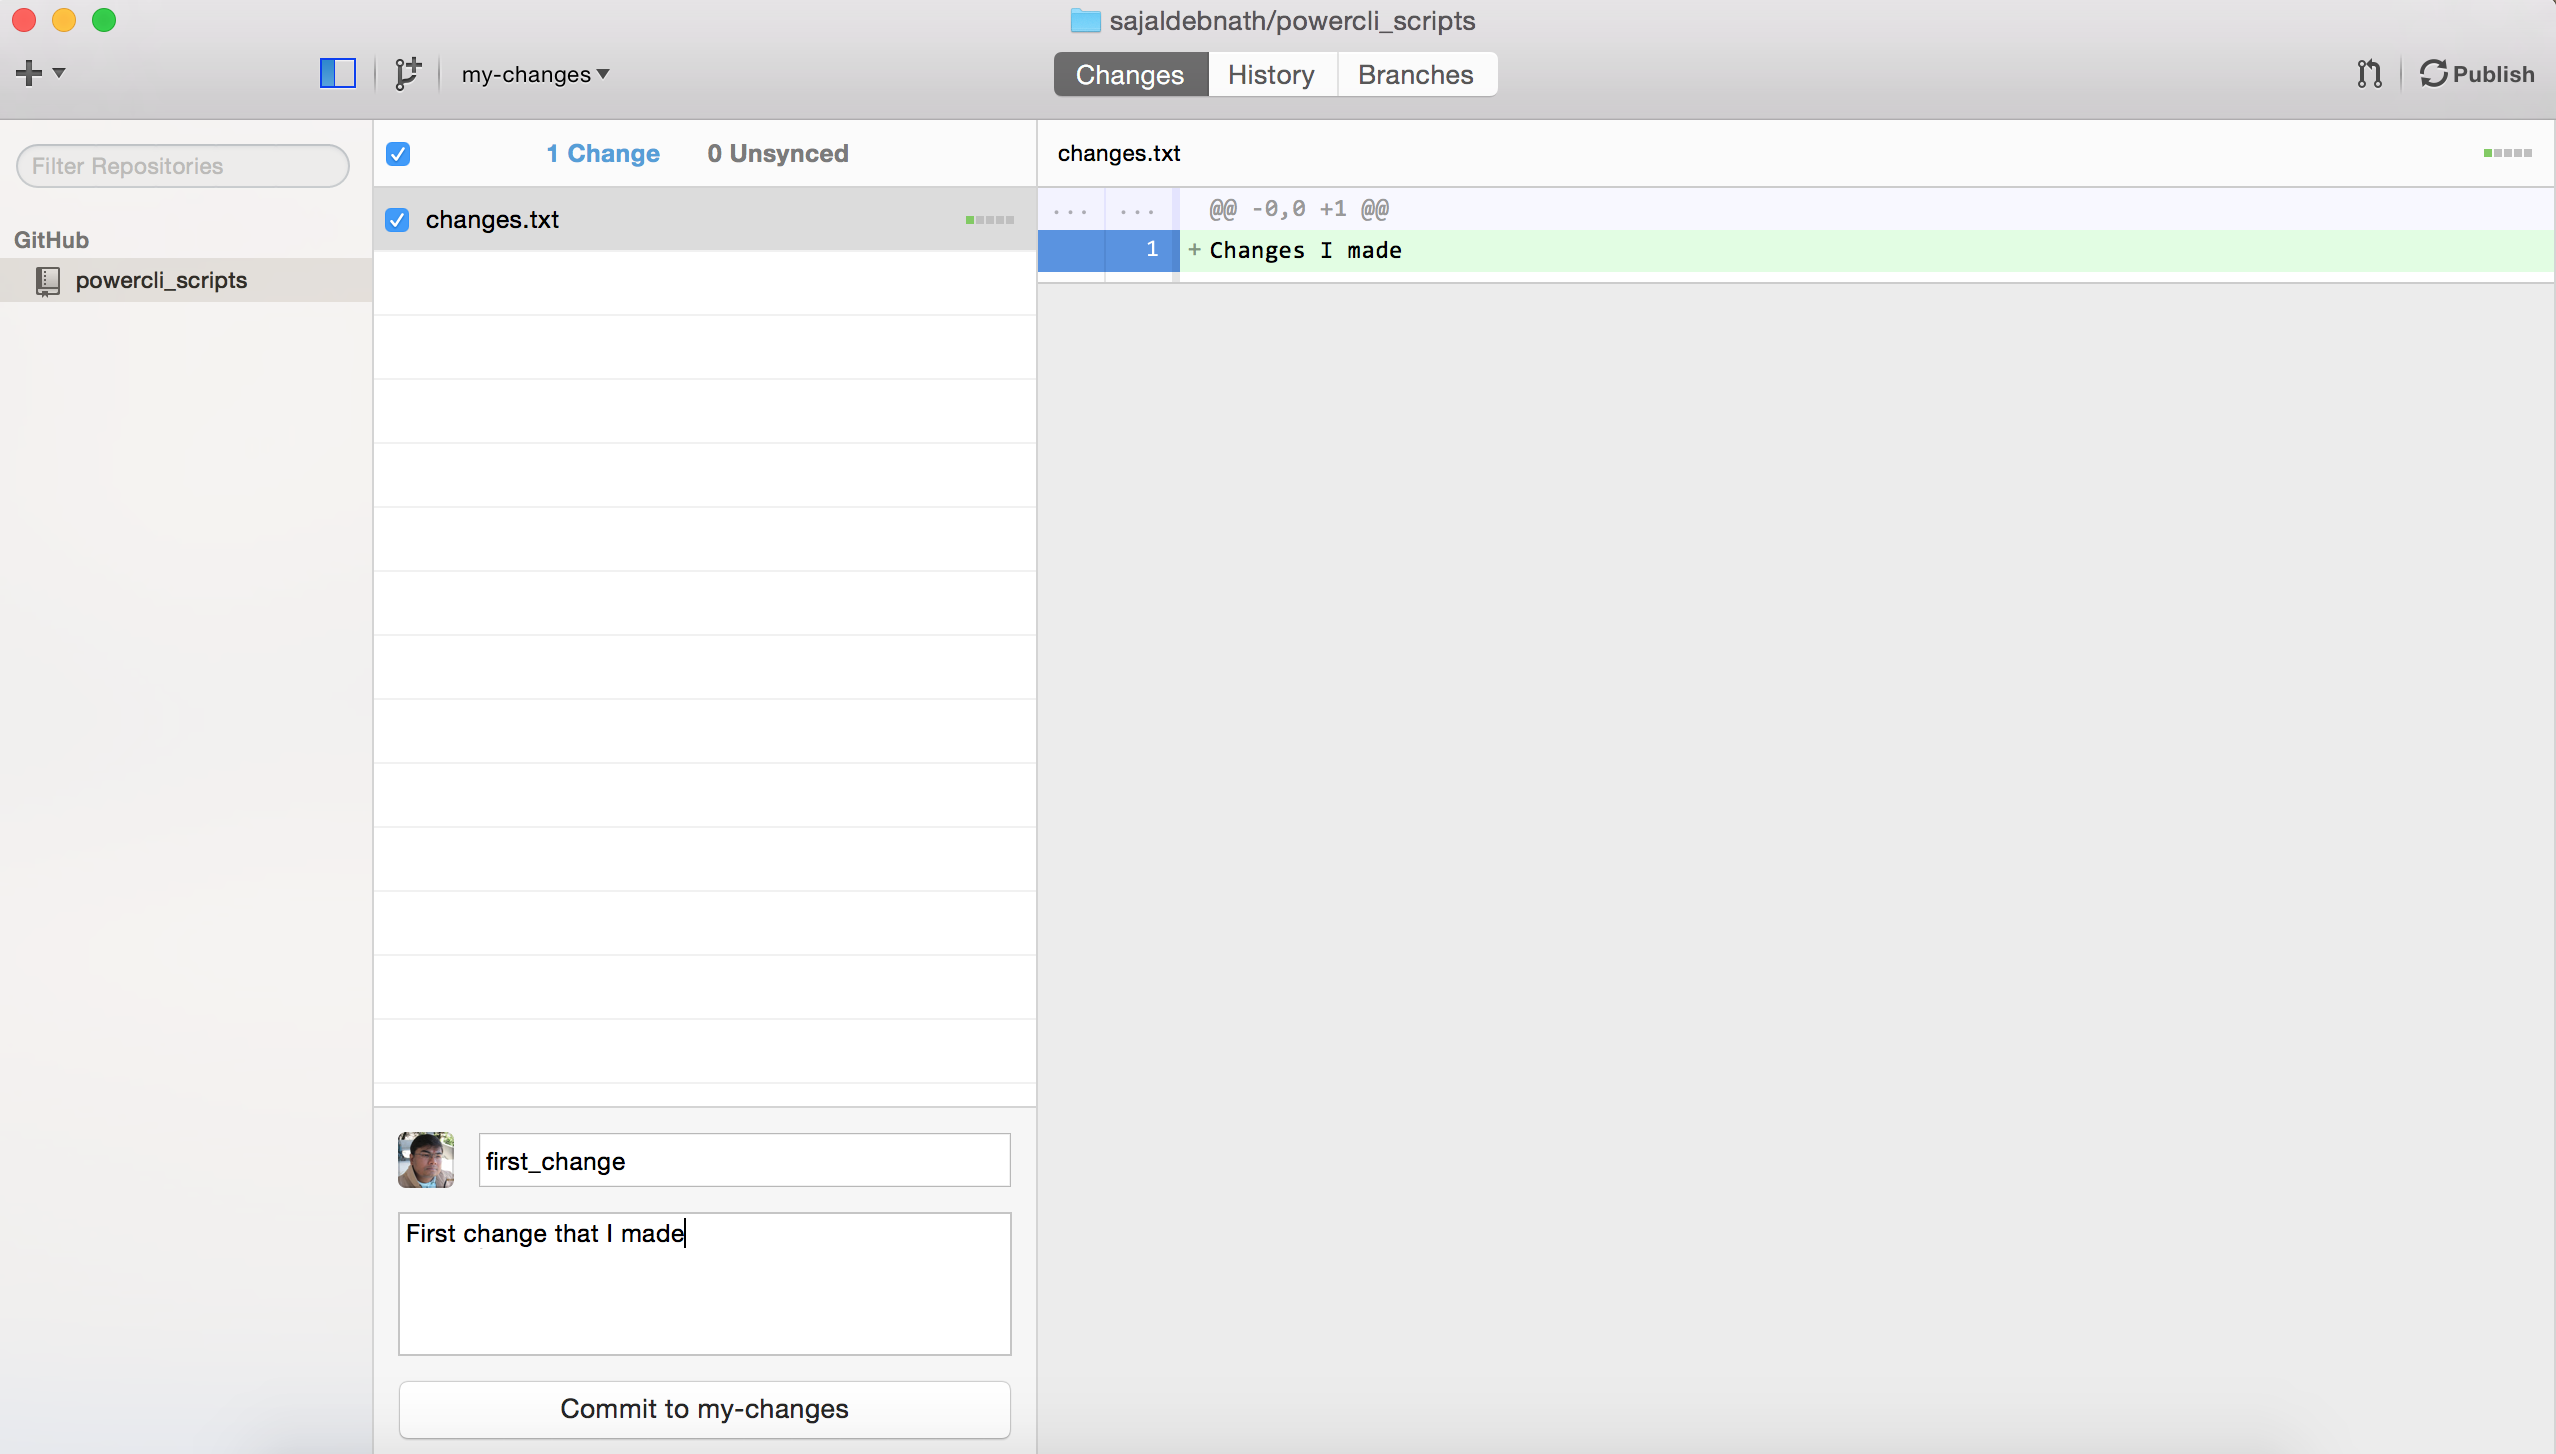 sajaldebnath/powercli_scripts
my-changes
Changes
History
Branches
Publish
Filter Repositories
GitHub
powercli_scripts
1 Change
0 Unsynced
changes.txt
changes.txt
... ... @@ -0,0 +1 @@
1 + Changes I made
first_change
First change that I made
Commit to my-changes